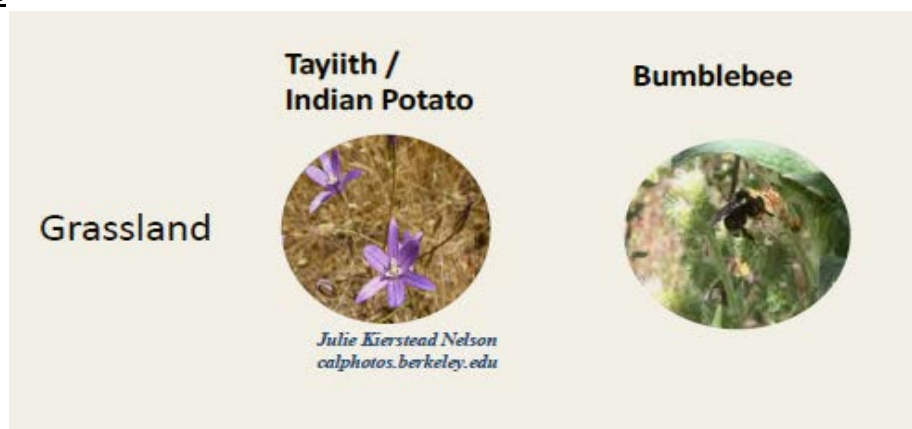 Tayiith /
Indian Potato
Bumblebee
Grassland
Julie Kierstead Nelson
calphotos.berkeley.edu